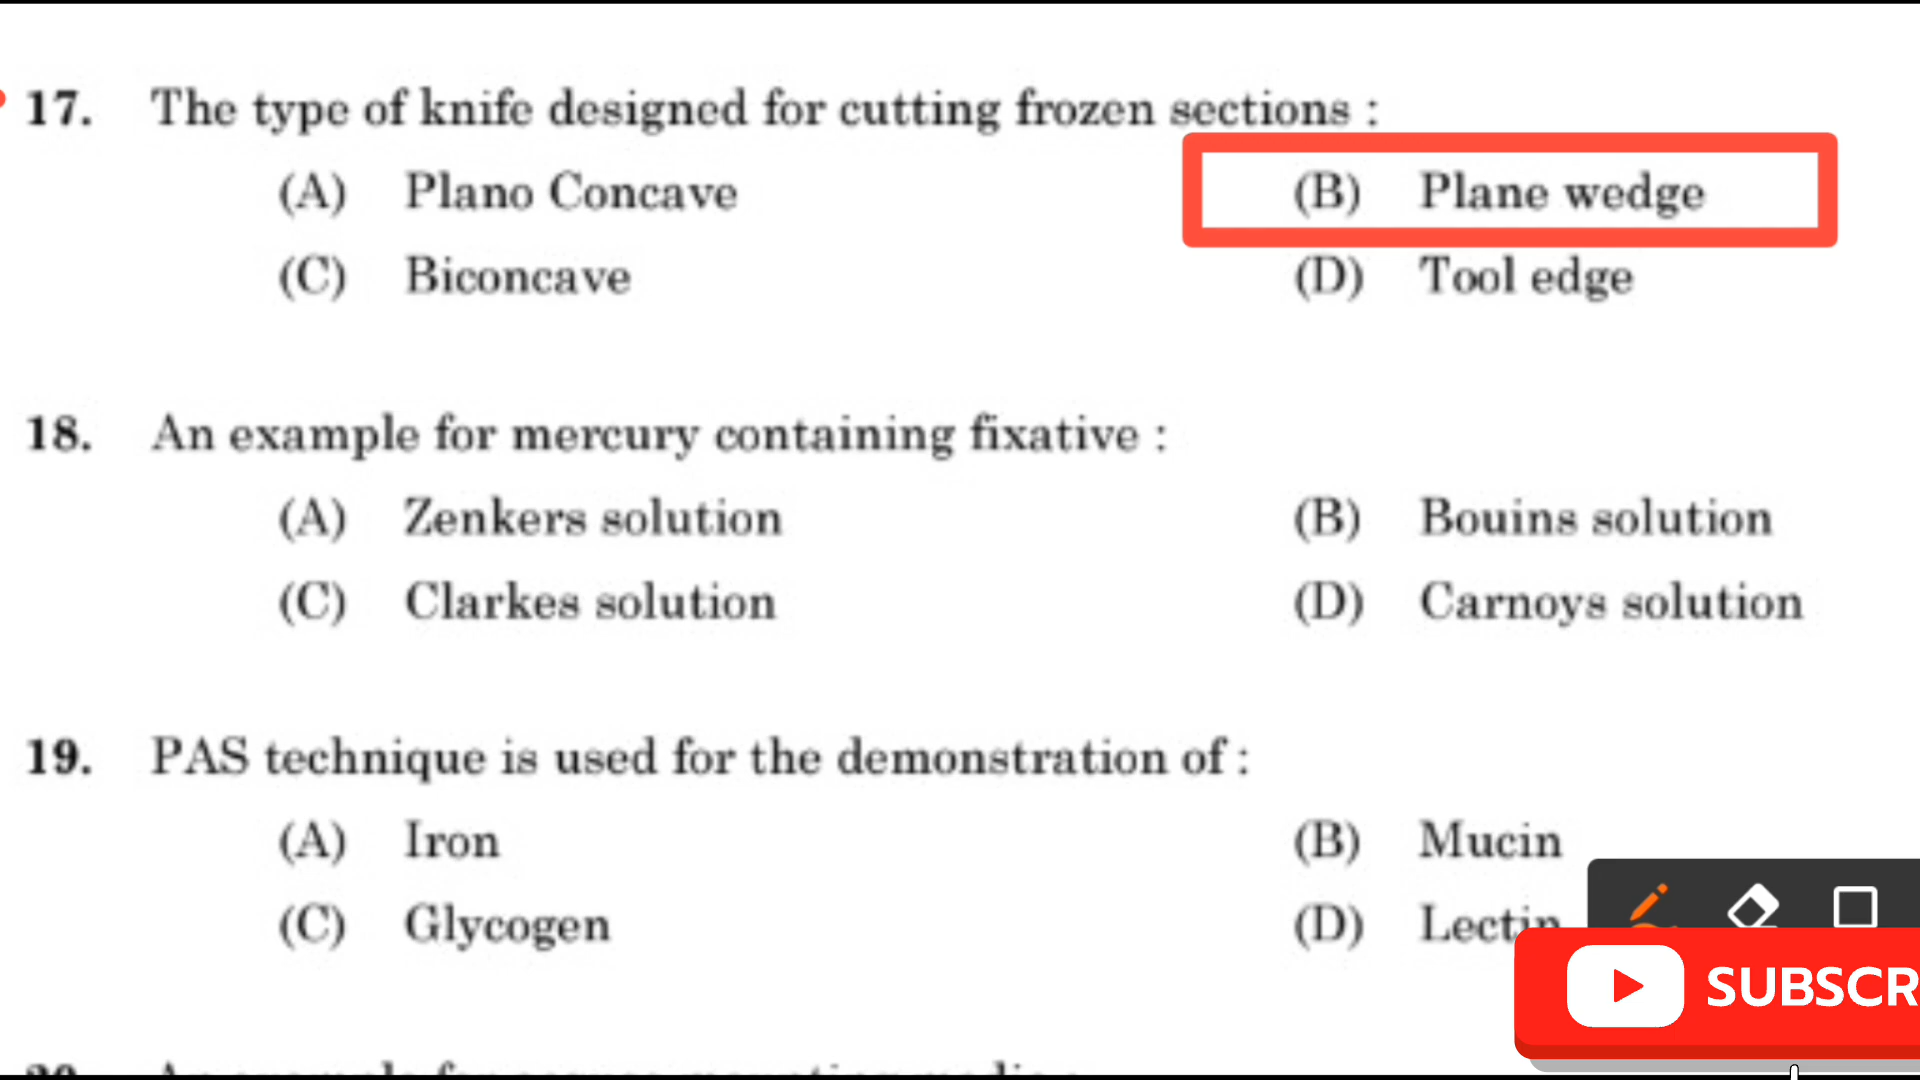 17. The type of knife designed for cutting frozen sections :
(A) Plano Concave (B) Plane wedge
(C) Biconcave (D) Tool edge
18. An example for mercury containing fixative :
(A) Zenkers solution (B) Bouins solution
(C) Clarkes solution (D) Carnoys solution
19. PAS technique is used for the demonstration of :
(A) Iron (B) Mucin
(C) Glycogen (D) Lectin
SUBSCR